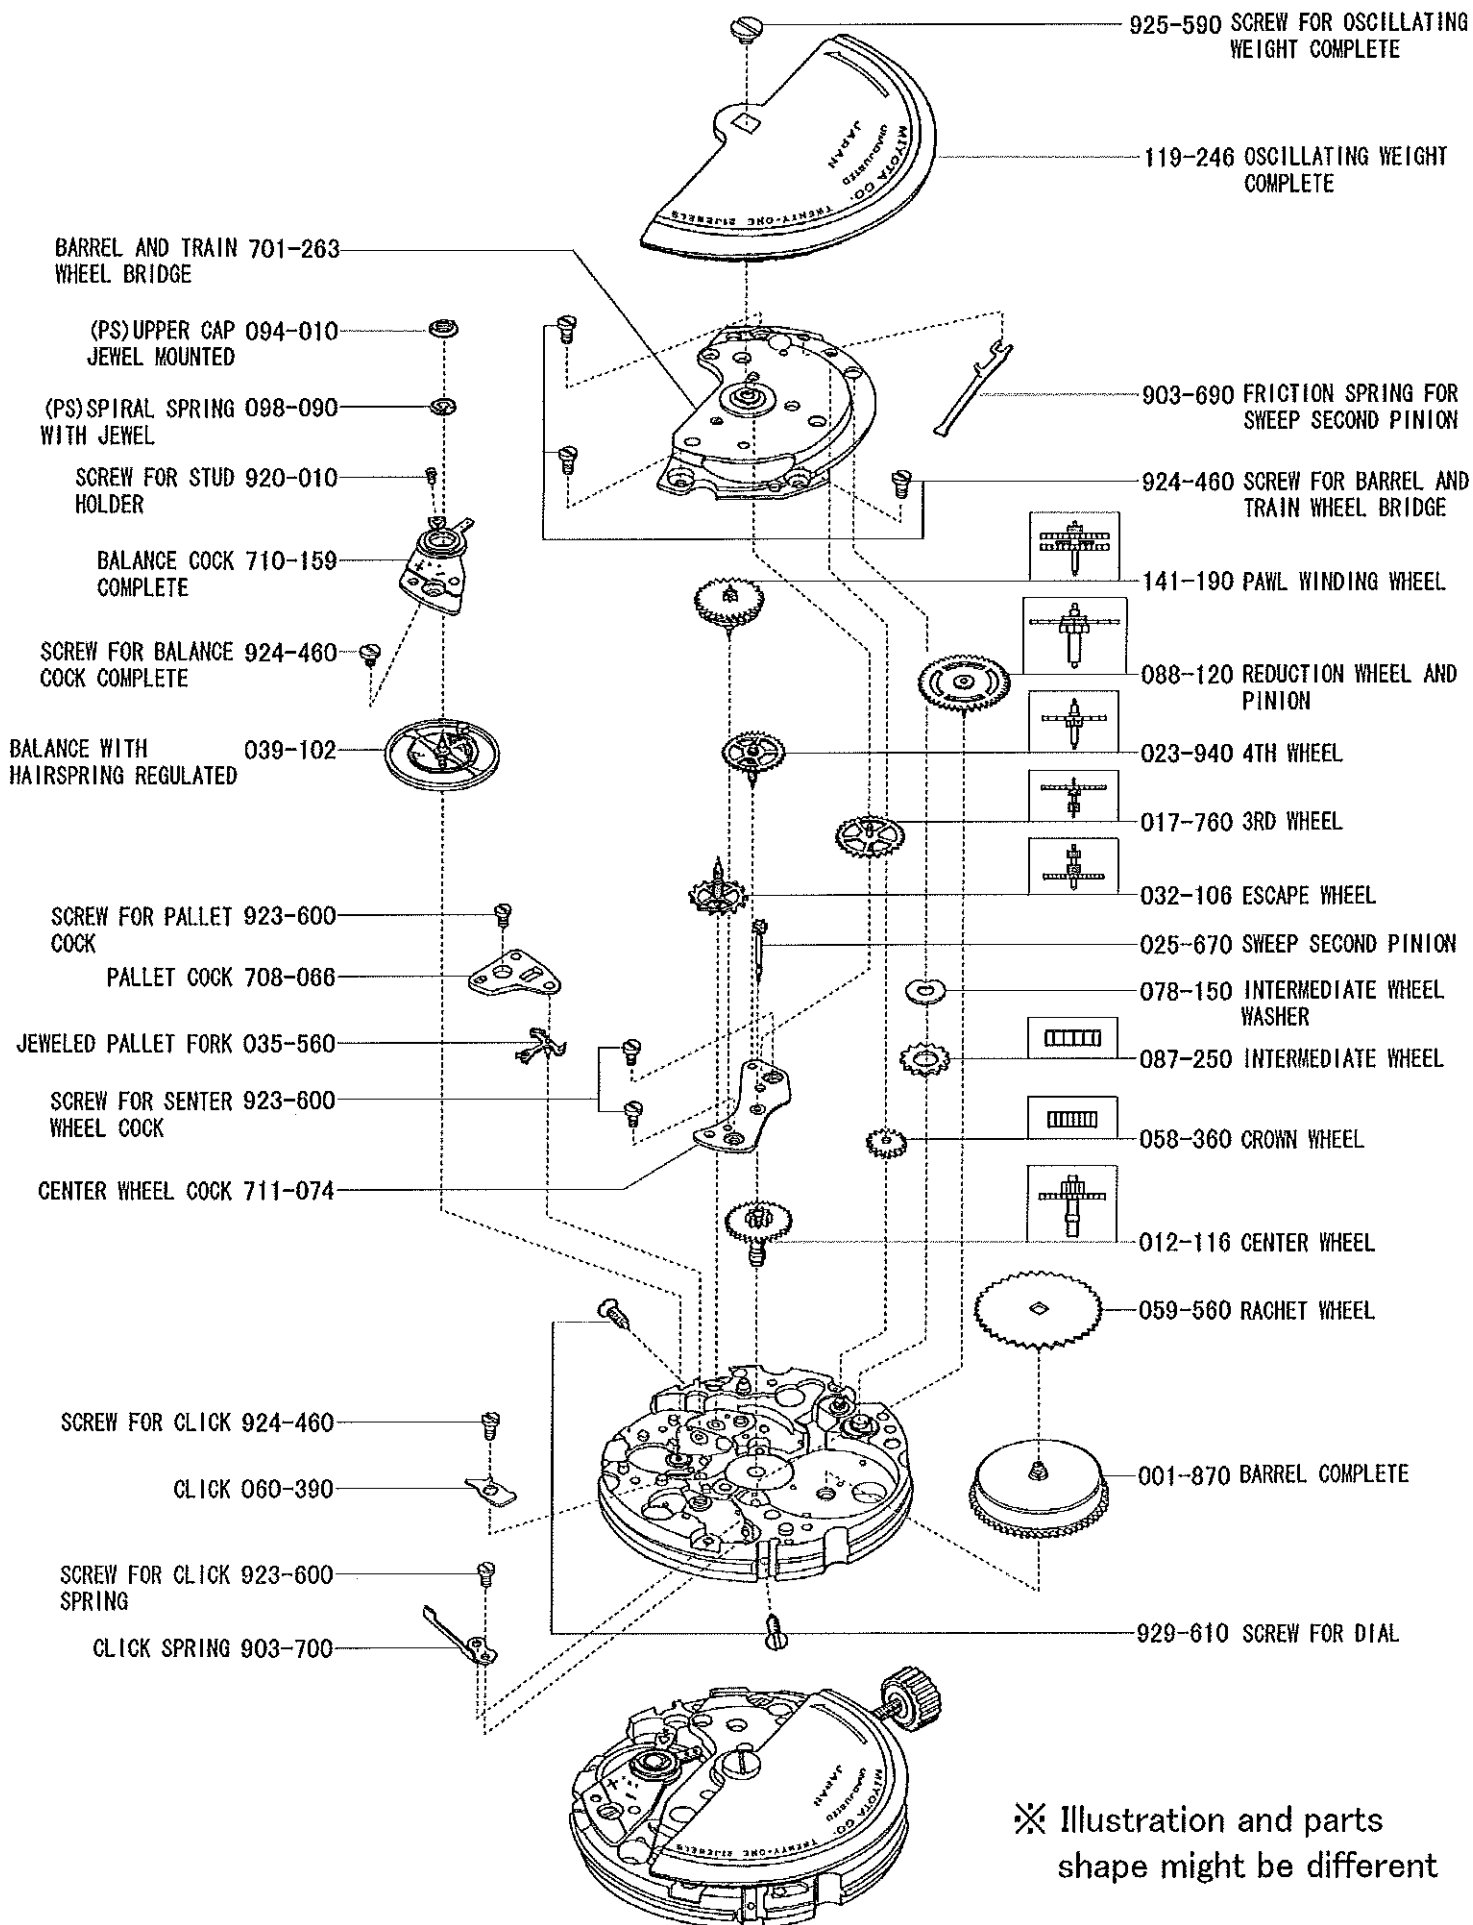 925-590 SCREW FOR OSCILLATING
WEIGHT COMPLETE
MIYOTA CO.
UNADJUSTED
JAPAN
TWENTY-ONE 21JEWELS
119-246 OSCILLATING WEIGHT
COMPLETE
BARREL AND TRAIN 701-263
WHEEL BRIDGE
(PS)UPPER CAP 094-010
JEWEL MOUNTED
(PS)SPIRAL SPRING 098-090
WITH JEWEL
SCREW FOR STUD 920-010
HOLDER
BALANCE COCK 710-159
COMPLETE
+ -
SCREW FOR BALANCE 924-460
COCK COMPLETE
BALANCE WITH 039-102
HAIRSPRING REGULATED
903-690 FRICTION SPRING FOR
SWEEP SECOND PINION
924-460 SCREW FOR BARREL AND
TRAIN WHEEL BRIDGE
141-190 PAWL WINDING WHEEL
088-120 REDUCTION WHEEL AND
PINION
023-940 4TH WHEEL
017-760 3RD WHEEL
032-106 ESCAPE WHEEL
025-670 SWEEP SECOND PINION
078-150 INTERMEDIATE WHEEL
WASHER
087-250 INTERMEDIATE WHEEL
058-360 CROWN WHEEL
012-116 CENTER WHEEL
059-560 RACHET WHEEL
001-870 BARREL COMPLETE
929-610 SCREW FOR DIAL
SCREW FOR PALLET 923-600
COCK
PALLET COCK 708-066
JEWELED PALLET FORK 035-560
SCREW FOR SENTER 923-600
WHEEL COCK
CENTER WHEEL COCK 711-074
SCREW FOR CLICK 924-460
CLICK 060-390
SCREW FOR CLICK 923-600
SPRING
CLICK SPRING 903-700
+ -
MIYOTA CO.
UNADJUSTED
JAPAN
TWENTY-ONE 21JEWELS
※ Illustration and parts
shape might be different